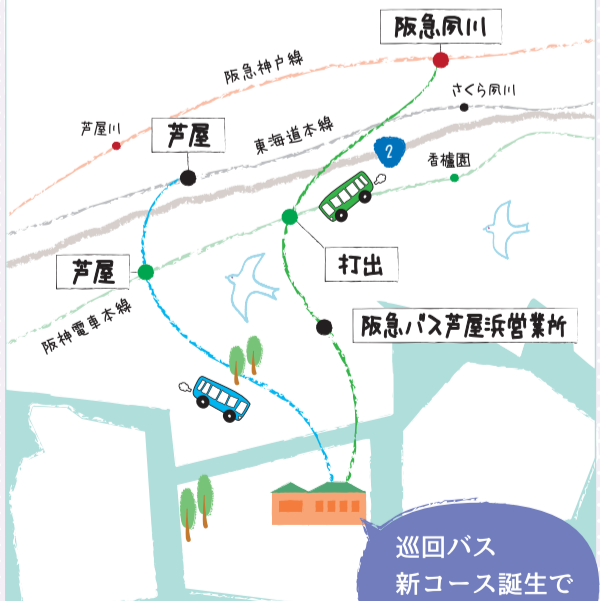 阪急夙川
阪急神戸線
さくら夙川
芦屋川
芦屋
東海道本線
2
香櫨園
芦屋
打出
阪神電車本線
阪急バス芦屋浜営業所
巡回バス
新コース誕生で